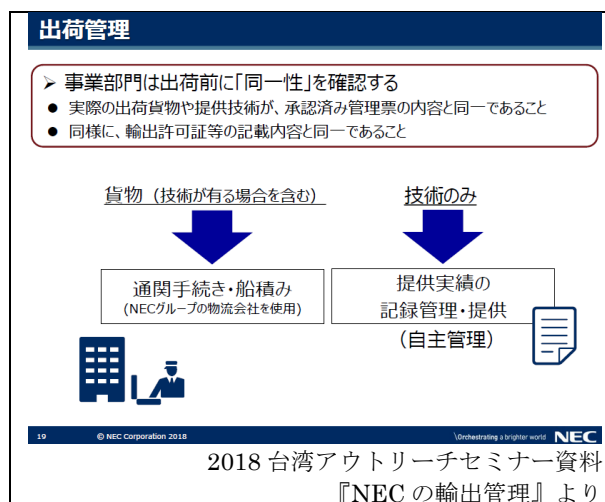 出荷管理
➢ 事業部門は出荷前に「同一性」を確認する
● 実際の出荷貨物や提供技術が、承認済み管理票の内容と同一であること
● 同様に、輸出許可証等の記載内容と同一であること
貨物（技術が有る場合を含む）
技術のみ
通関手続き・船積み
(NECグループの物流会社を使用)
提供実績の
記録管理・提供
（自主管理）
19 © NEC Corporation 2018 \Orchestrating a brighter world NEC
2018 台湾アウトリーチセミナー資料
『NEC の輸出管理』より